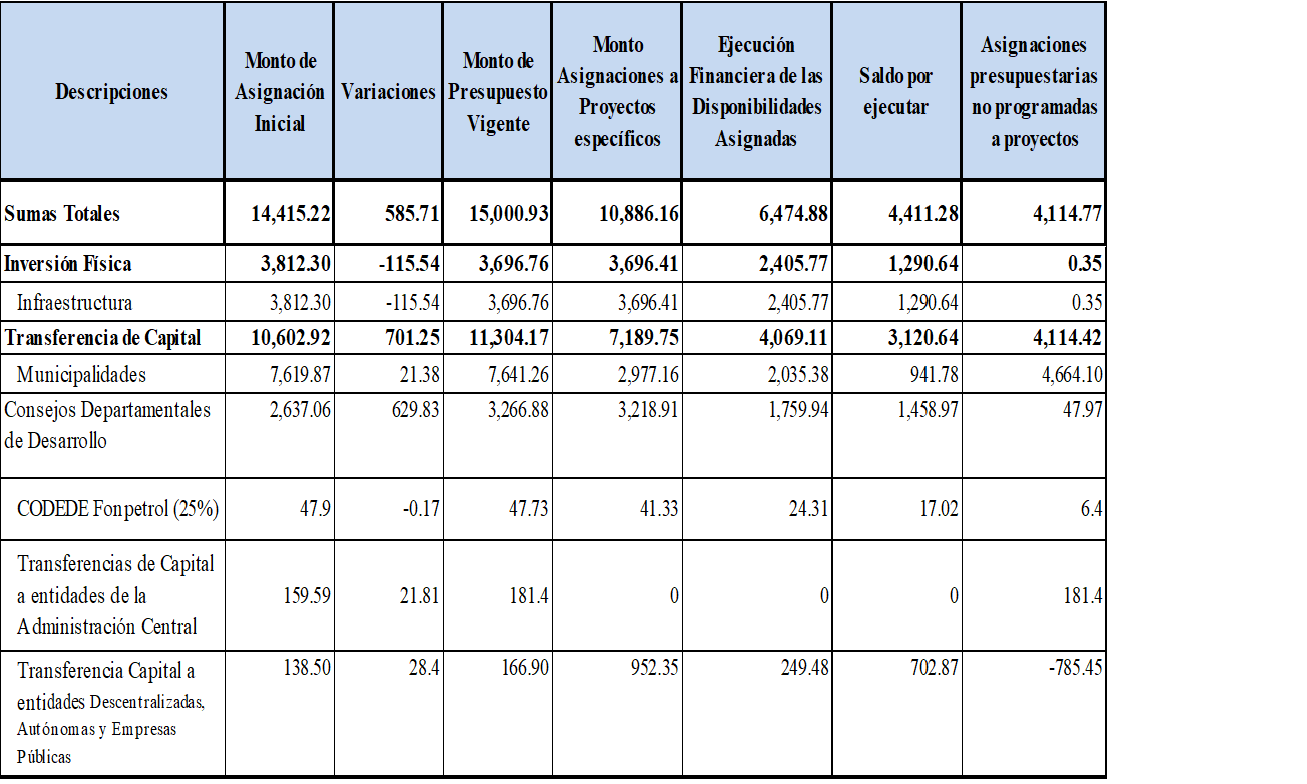 Descripciones
Monto de
Asignación
Inicial
Variaciones
Monto de
Presupuesto
Vigente
Monto
Asignaciones a
Proyectos
específicos
Ejecución
Financiera de las
Disponibilidades
Asignadas
Saldo por
ejecutar
Asignaciones
presupuestarias
no programadas
a proyectos
Sumas Totales 14,415.22 585.71 15,000.93 10,886.16 6,474.88 4,411.28 4,114.77
Inversión Física 3,812.30 -115.54 3,696.76 3,696.41 2,405.77 1,290.64 0.35
Infraestructura 3,812.30 -115.54 3,696.76 3,696.41 2,405.77 1,290.64 0.35
Transferencia de Capital 10,602.92 701.25 11,304.17 7,189.75 4,069.11 3,120.64 4,114.42
Municipalidades 7,619.87 21.38 7,641.26 2,977.16 2,035.38 941.78 4,664.10
Consejos Departamentales 2,637.06 629.83 3,266.88 3,218.91 1,759.94 1,458.97 47.97
de Desarrollo
CODEDE Fonpetrol (25%) 47.9 -0.17 47.73 41.33 24.31 17.02 6.4
Transferencias de Capital
a entidades de la 159.59 21.81 181.4 0 0 0 181.4
Administración Central
Transferencia Capital a 138.50 28.4 166.90 952.35 249.48 702.87 -785.45
entidades Descentralizadas,
Autónomas y Empresas
Públicas